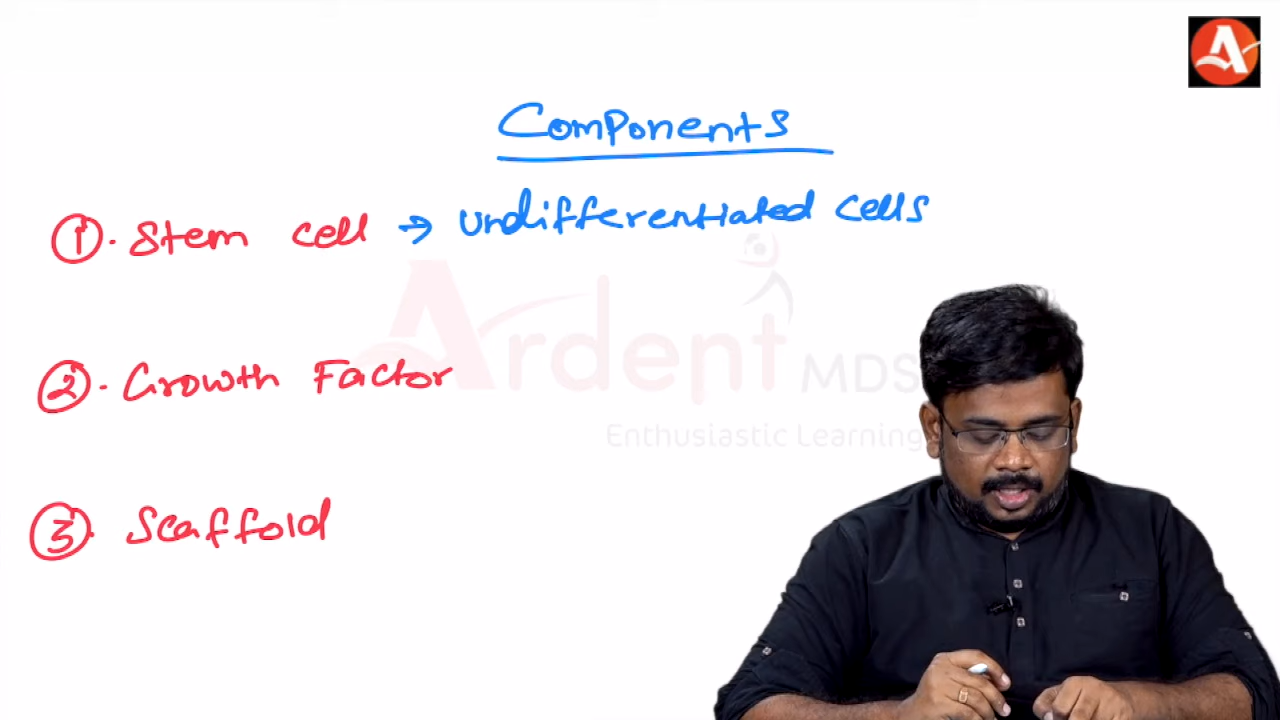 Components
1. Stem cell → undifferentiated cells
2. Growth Factor
3. Scaffold
Ardent MDS
Enthusiastic Learning